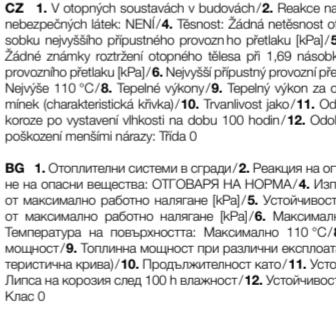 CZ 1. V otopných soustavách v budovách/2. Reakce na
nebezpečných látek: NENÍ/4. Těsnost: Žádná netěsnost o
sobku nejvyššího přípustného provozn ho přetlaku [kPa]/5
Žádné známky roztržení otopného tělesa při 1,69 násobk
provozního přetlaku [kPa]/6. Nejvyšší přípustný provozní pře
Nejvýše 110 °C/8. Tepelné výkony/9. Tepelný výkon za o
mínek (charakteristická křivka)/10. Trvanlivost jako/11. Od
koroze po vystavení vlhkosti na dobu 100 hodin/12. Odol
poškození menšími nárazy: Třída 0
BG 1. Отоплителни системи в сгради/2. Реакция на ог
не на опасни вещества: ОТГОВАРЯ НА НОРМА/4. Изп
от максимално работно налягане [kPa]/5. Устойчивост
от максимално работно налягане [kPa]/6. Максималн
Температура на повърхността: Максимално 110 °C/8
мощност/9. Топлинна мощност при различни експлоат
теристична крива)/10. Продължителност като/11. Усто
Липса на корозия след 100 h влажност/12. Устойчивост
Клас 0